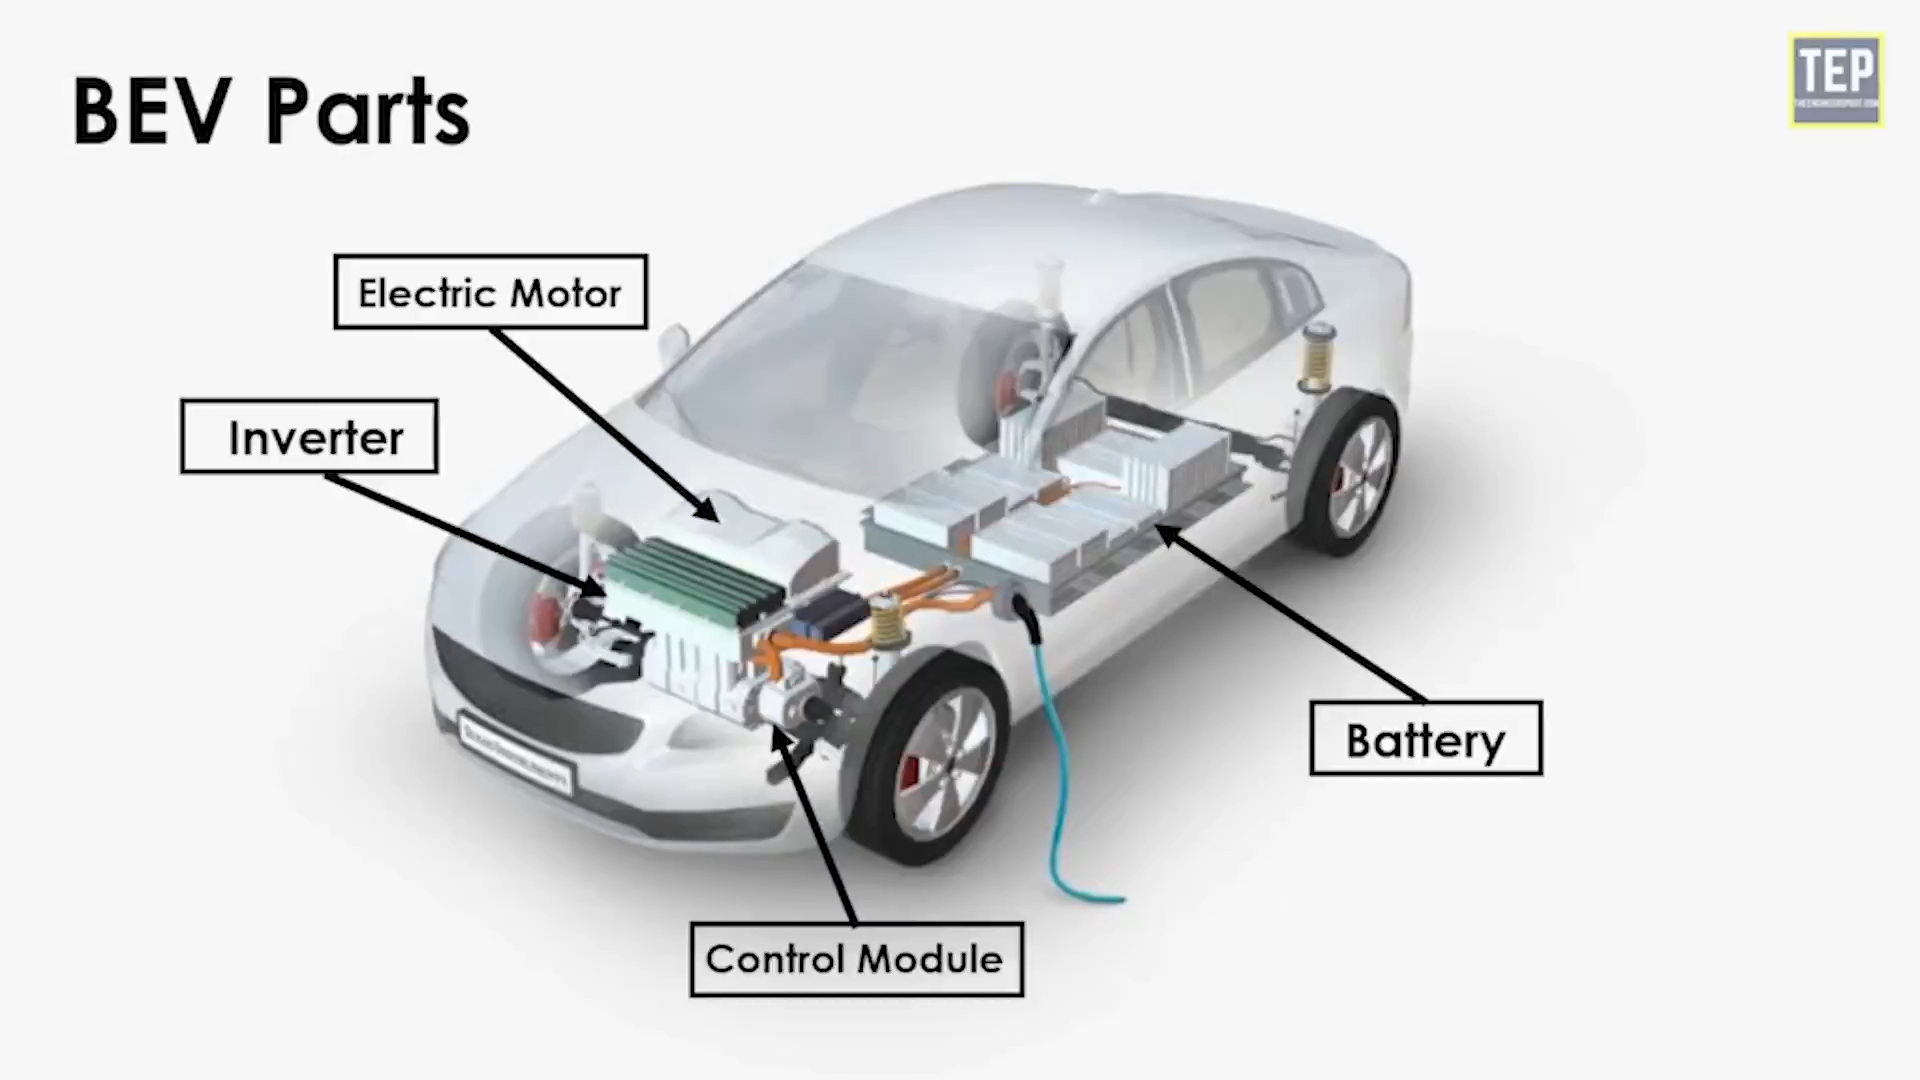 BEV Parts
TEP
Electric Motor
Inverter
Battery
Control Module